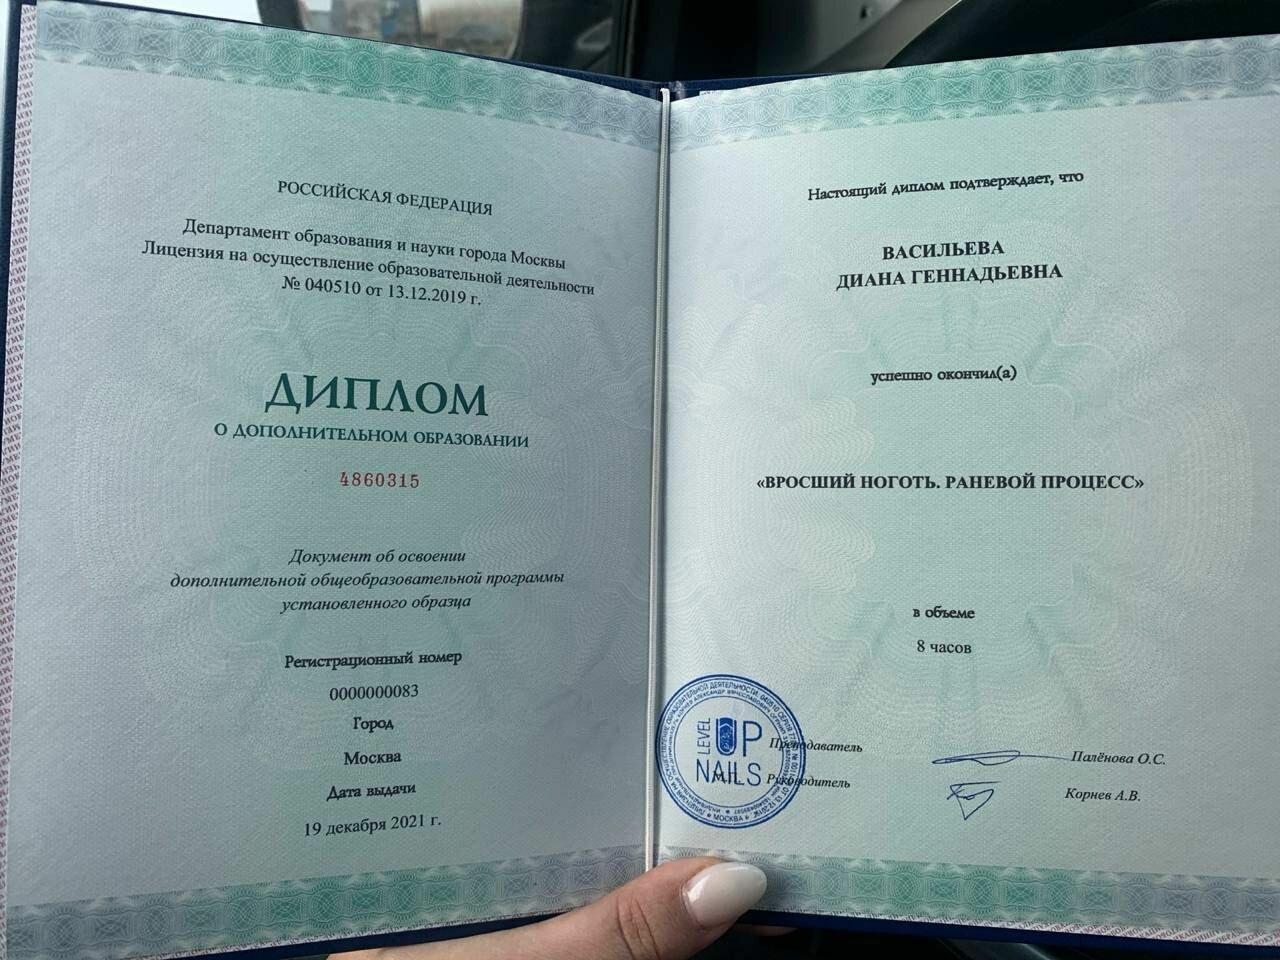 РОССИЙСКАЯ ФЕДЕРАЦИЯ
Департамент образования и науки города Москвы
Лицензия на осуществление образовательной деятельности
№ 040510 от 13.12.2019 г.
ДИПЛОМ
О ДОПОЛНИТЕЛЬНОМ ОБРАЗОВАНИИ
4860315
Документ об освоении
дополнительной общеобразовательной программы
установленного образца
Регистрационный номер
0000000083
Город
Москва
Дата выдачи
19 декабря 2021 г.
Настоящий диплом подтверждает, что
ВАСИЛЬЕВА
ДИАНА ГЕННАДЬЕВНА
успешно окончил(а)
«ВРОСШИЙ НОГОТЬ. РАНЕВОЙ ПРОЦЕСС»
в объеме
8 часов
LEVEL UP
NAILS
МОСКВА
Преподаватель Палёнова О.С.
М.П. Руководитель Корнев А.В.